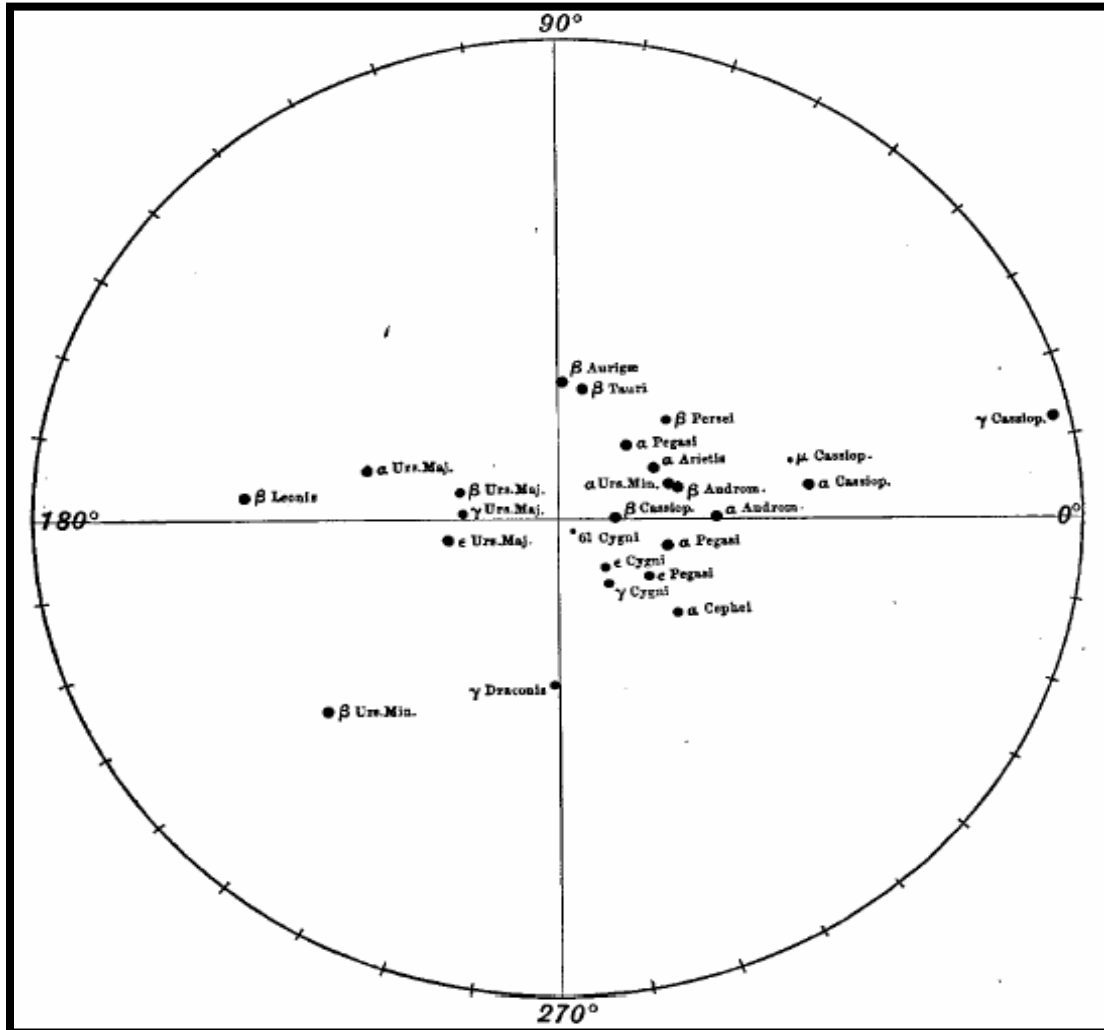 90°
β Aurigæ
β Tauri
β Persei
γ Cassiop.
α Pegasi
α Arietis
μ Cassiop.
α Urs.Maj.
α Urs.Min.
α Cassiop.
β Androm.
β Urs.Maj.
β Leonis
γ Urs.Maj.
β Cassiop.
α Androm.
180°
0°
ϵ Urs.Maj.
61 Cygni
α Pegasi
ϵ Cygni
ϵ Pegasi
γ Cygni
α Cephei
γ Draconis
β Urs.Min.
270°